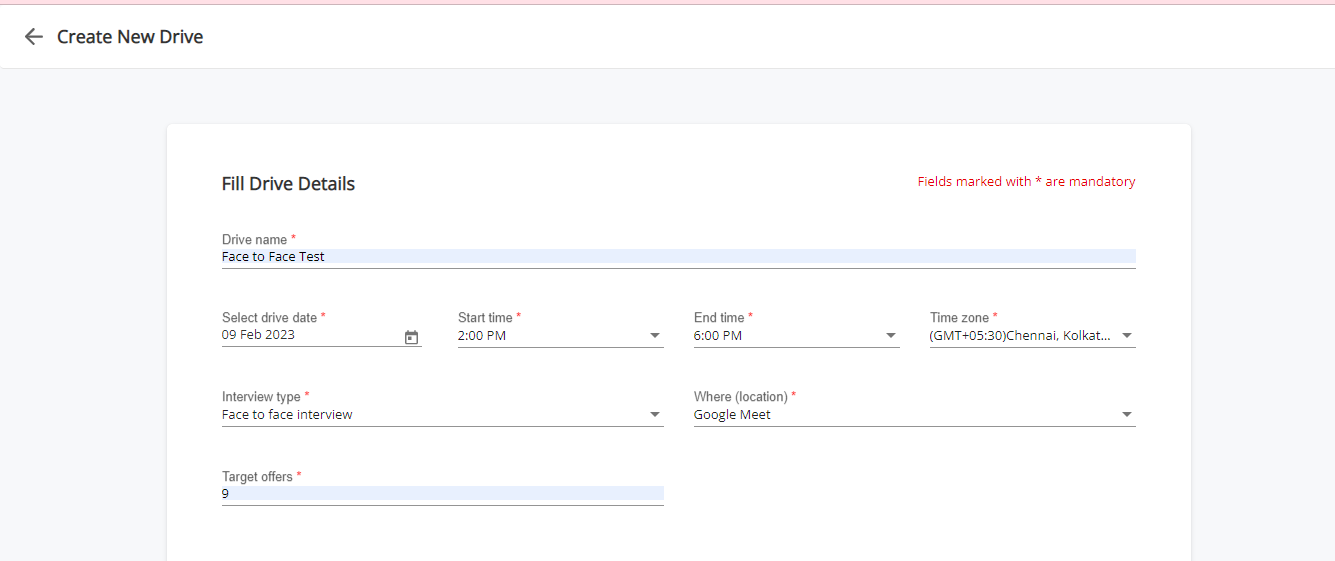 Create New Drive
Fill Drive Details
Fields marked with * are mandatory
Drive name *
Face to Face Test
Select drive date *
Start time *
End time *
Time zone *
09 Feb 2023
2:00 PM
6:00 PM
(GMT+05:30)Chennai, Kolkat...
Interview type *
Where (location) *
Face to face interview
Google Meet
Target offers *
9